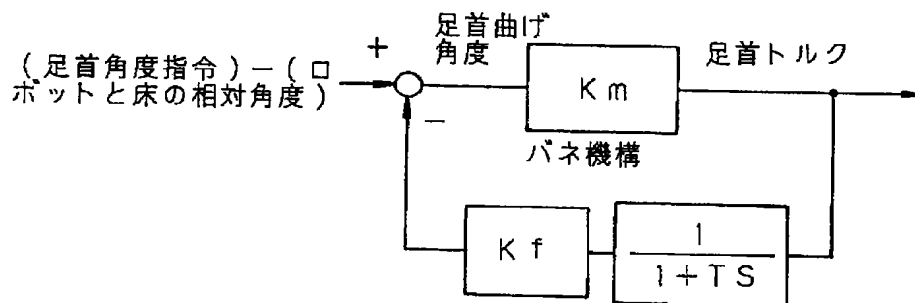 (足首角度指令)−(ロ
ボットと床の相対角度)
+
−
足首曲げ
角度
Km
バネ機構
足首トルク
Kf
1
1+TS